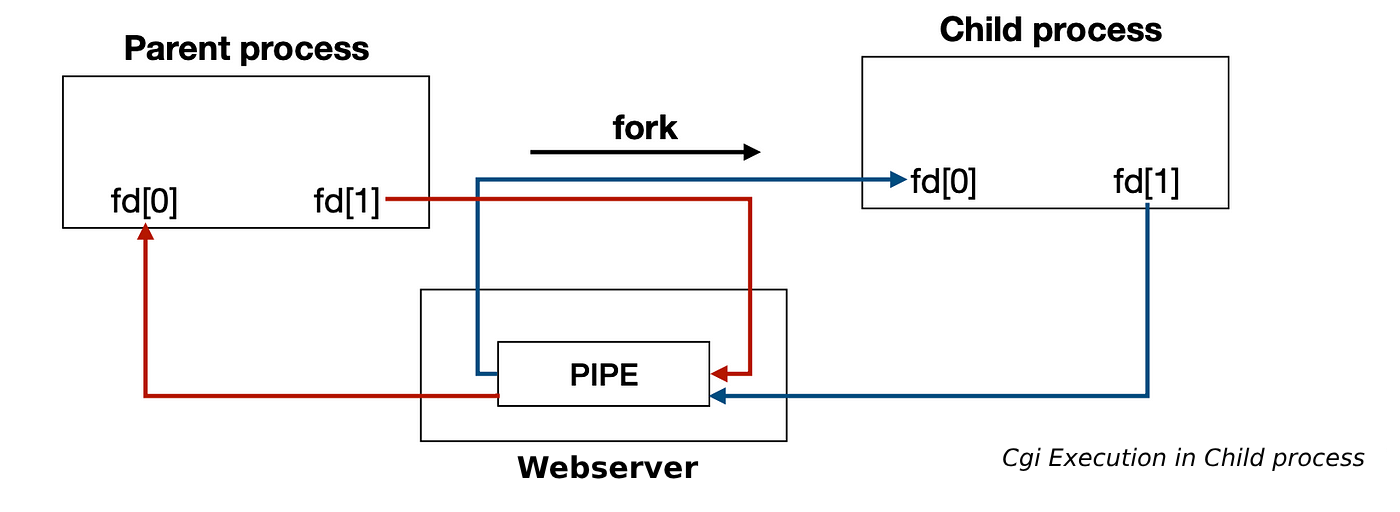 Parent process
Child process
fork
fd[0]
fd[1]
fd[0]
fd[1]
PIPE
Webserver
Cgi Execution in Child process